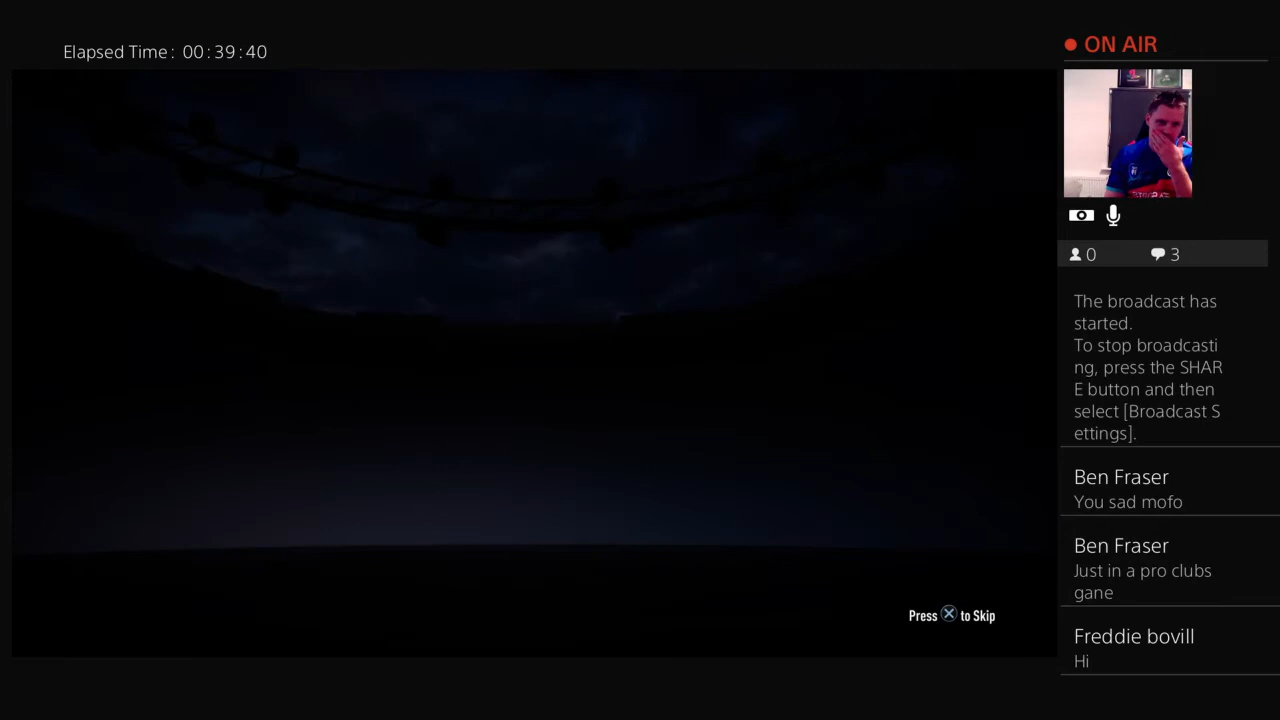 Elapsed Time: 00:39:40
ON AIR
0 3
The broadcast has
started.
To stop broadcasti
ng, press the SHAR
E button and then
select [Broadcast S
ettings].
Ben Fraser
You sad mofo
Ben Fraser
Just in a pro clubs
gane
Press to Skip
Freddie bovill
Hi